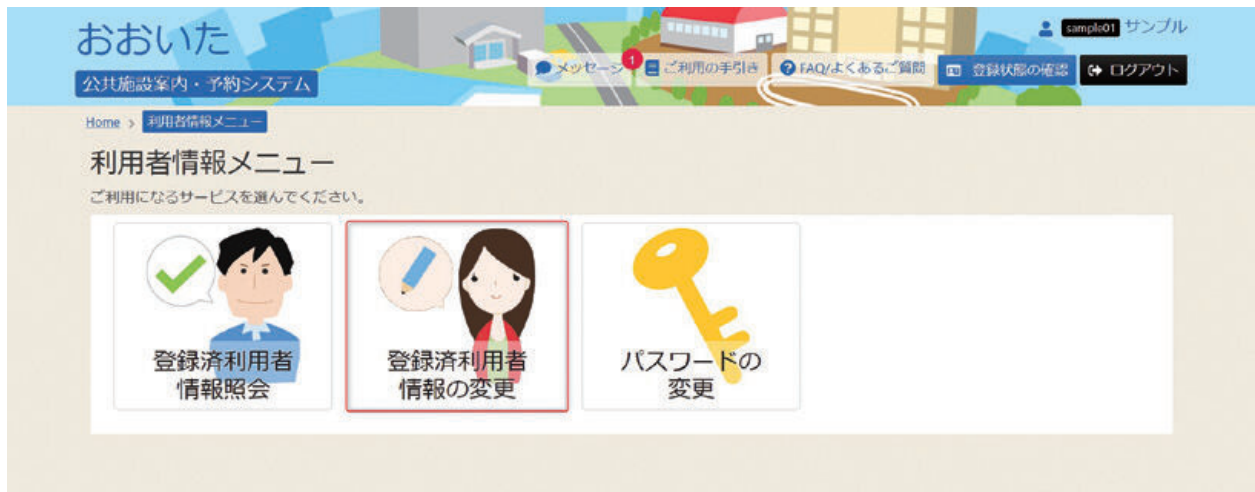 おおいた
公共施設案内・予約システム
sample01 サンプル
メッセージ 1 ご利用の手引き FAQ/よくあるご質問 登録状態の確認 ログアウト
Home > 利用者情報メニュー
利用者情報メニュー
ご利用になるサービスを選んでください。
登録済利用者
情報照会
登録済利用者
情報の変更
パスワードの
変更